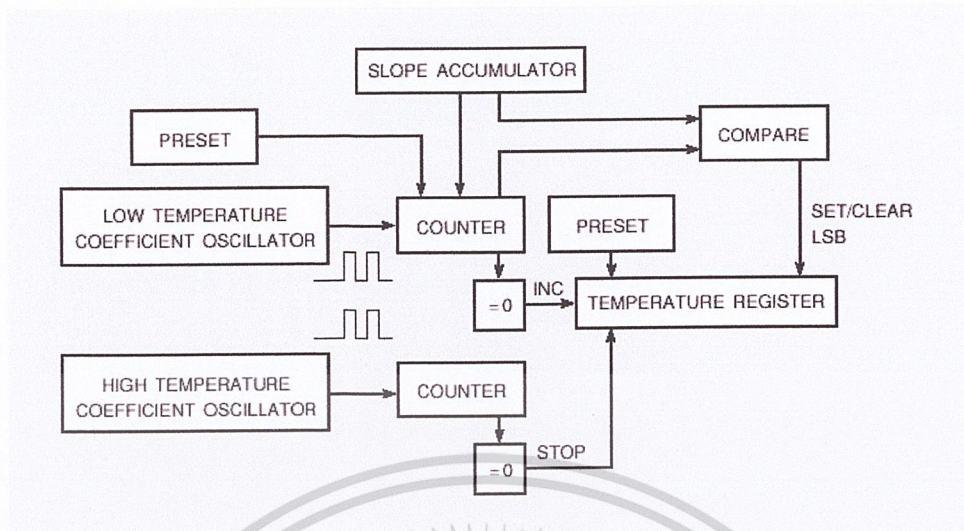 SLOPE ACCUMULATOR
PRESET
COMPARE
LOW TEMPERATURE
COEFFICIENT OSCILLATOR
COUNTER
PRESET
SET/CLEAR
LSB
=0
INC
TEMPERATURE REGISTER
HIGH TEMPERATURE
COEFFICIENT OSCILLATOR
COUNTER
=0
STOP